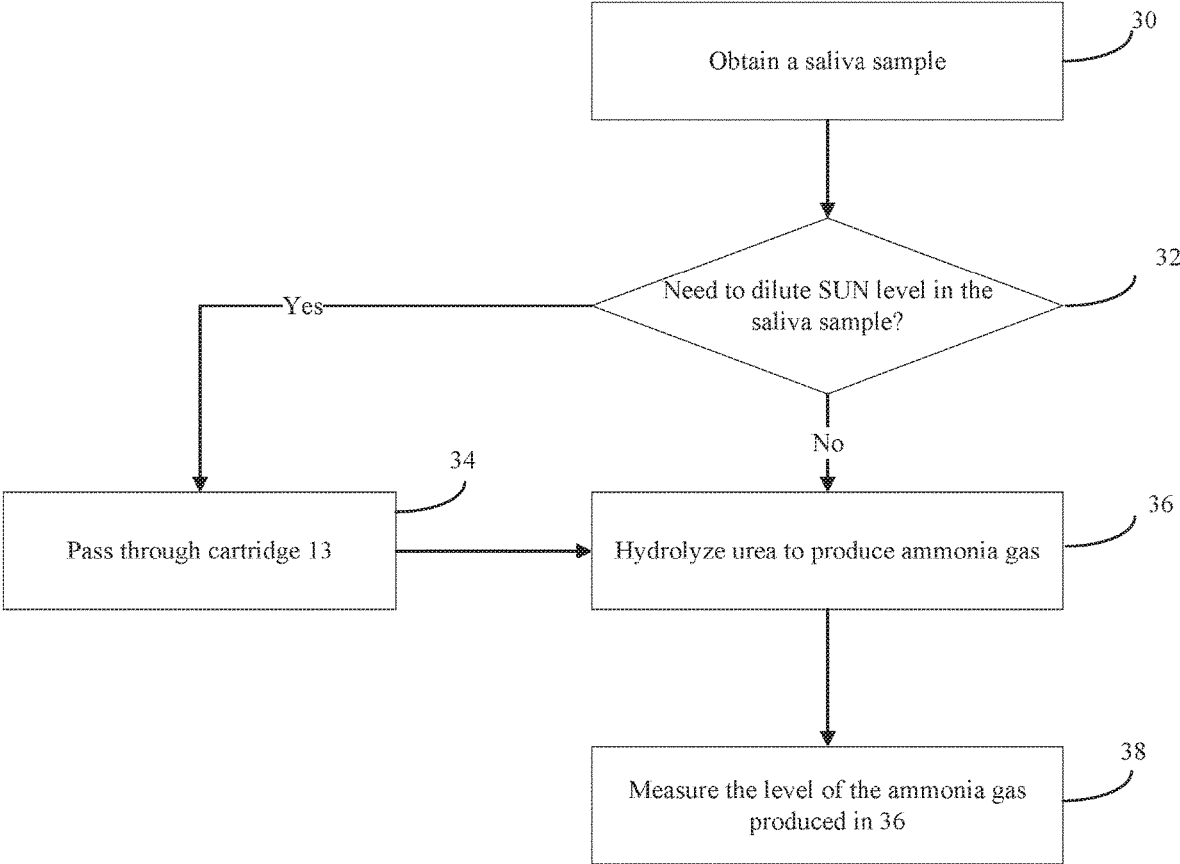 30
Obtain a saliva sample
32
Need to dilute SUN level in the
saliva sample?
Yes
No
34
Pass through cartridge 13
36
Hydrolyze urea to produce ammonia gas
38
Measure the level of the ammonia gas
produced in 36